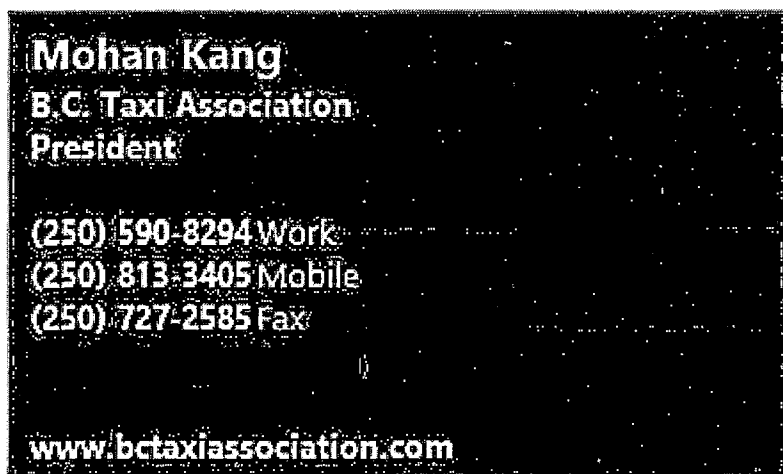 Mohan Kang
B.C. Taxi Association
President
(250) 590-8294 Work
(250) 813-3405 Mobile
(250) 727-2585 Fax
www.bctaxiassociation.com